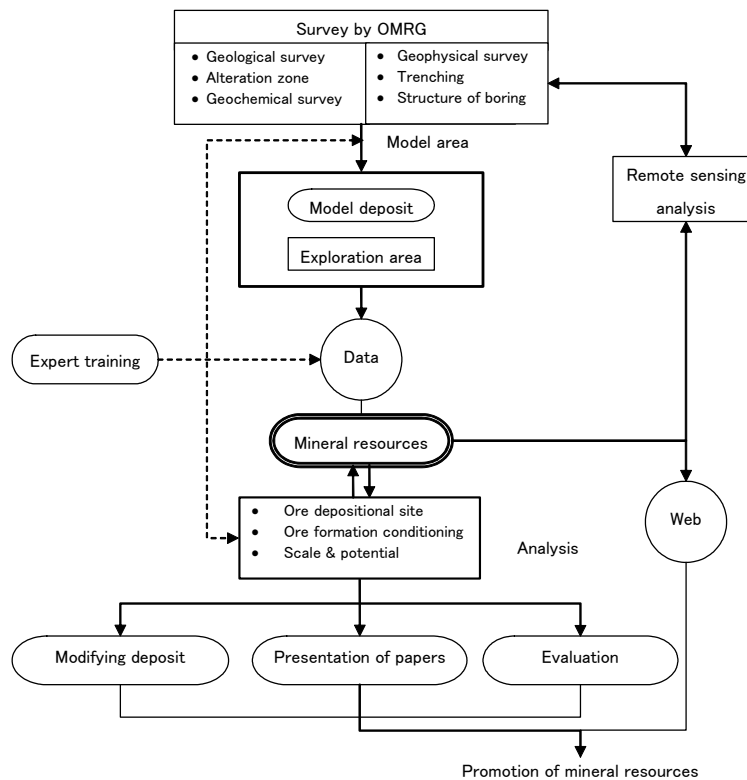 Survey by OMRG
• Geological survey
• Alteration zone
• Geochemical survey
• Geophysical survey
• Trenching
• Structure of boring
Model area
Remote sensing
analysis
Model deposit
Exploration area
Expert training
Data
Mineral resources
• Ore depositional site
• Ore formation conditioning
• Scale & potential
Analysis
Web
Modifying deposit
Presentation of papers
Evaluation
Promotion of mineral resources